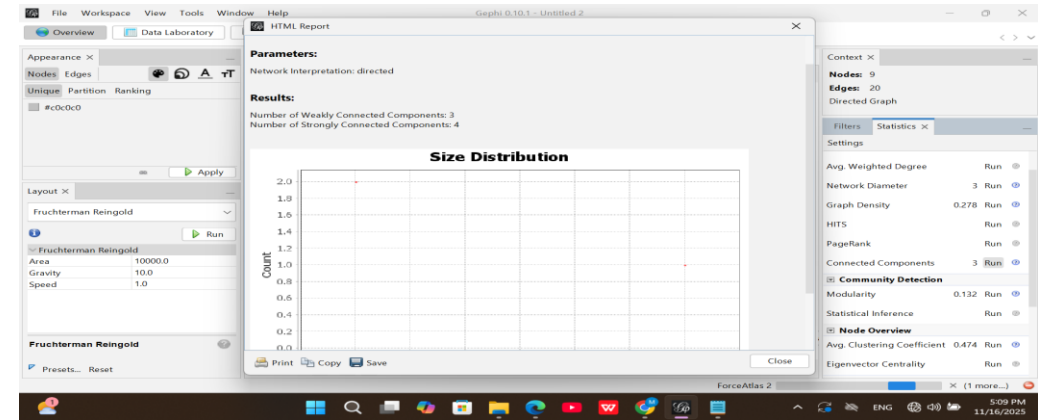 File Workspace View Tools Window Help
Gephi 0.10.1 - Untitled 2
Overview Data Laboratory
Appearance
Nodes Edges
Unique Partition Ranking
#c0c0c0
Apply
Layout
Fruchterman Reingold
Run
Fruchterman Reingold
Area 10000.0
Gravity 10.0
Speed 1.0
Fruchterman Reingold
Presets... Reset
HTML Report
Parameters:
Network Interpretation: directed
Results:
Number of Weakly Connected Components: 3
Number of Strongly Connected Components: 4
Size Distribution
Count
2.0
1.8
1.6
1.4
1.2
1.0
0.8
0.6
0.4
0.2
0.0
Print Copy Save
Close
Context
Nodes: 9
Edges: 20
Directed Graph
Filters Statistics
Settings
Avg. Weighted Degree Run
Network Diameter 3 Run
Graph Density 0.278 Run
HITS Run
PageRank Run
Connected Components 3 Run
Community Detection
Modularity 0.132 Run
Statistical Inference Run
Node Overview
Avg. Clustering Coefficient 0.474 Run
Eigenvector Centrality Run
ForceAtlas 2
(1 more...)
ENG
5:09 PM
11/16/2025